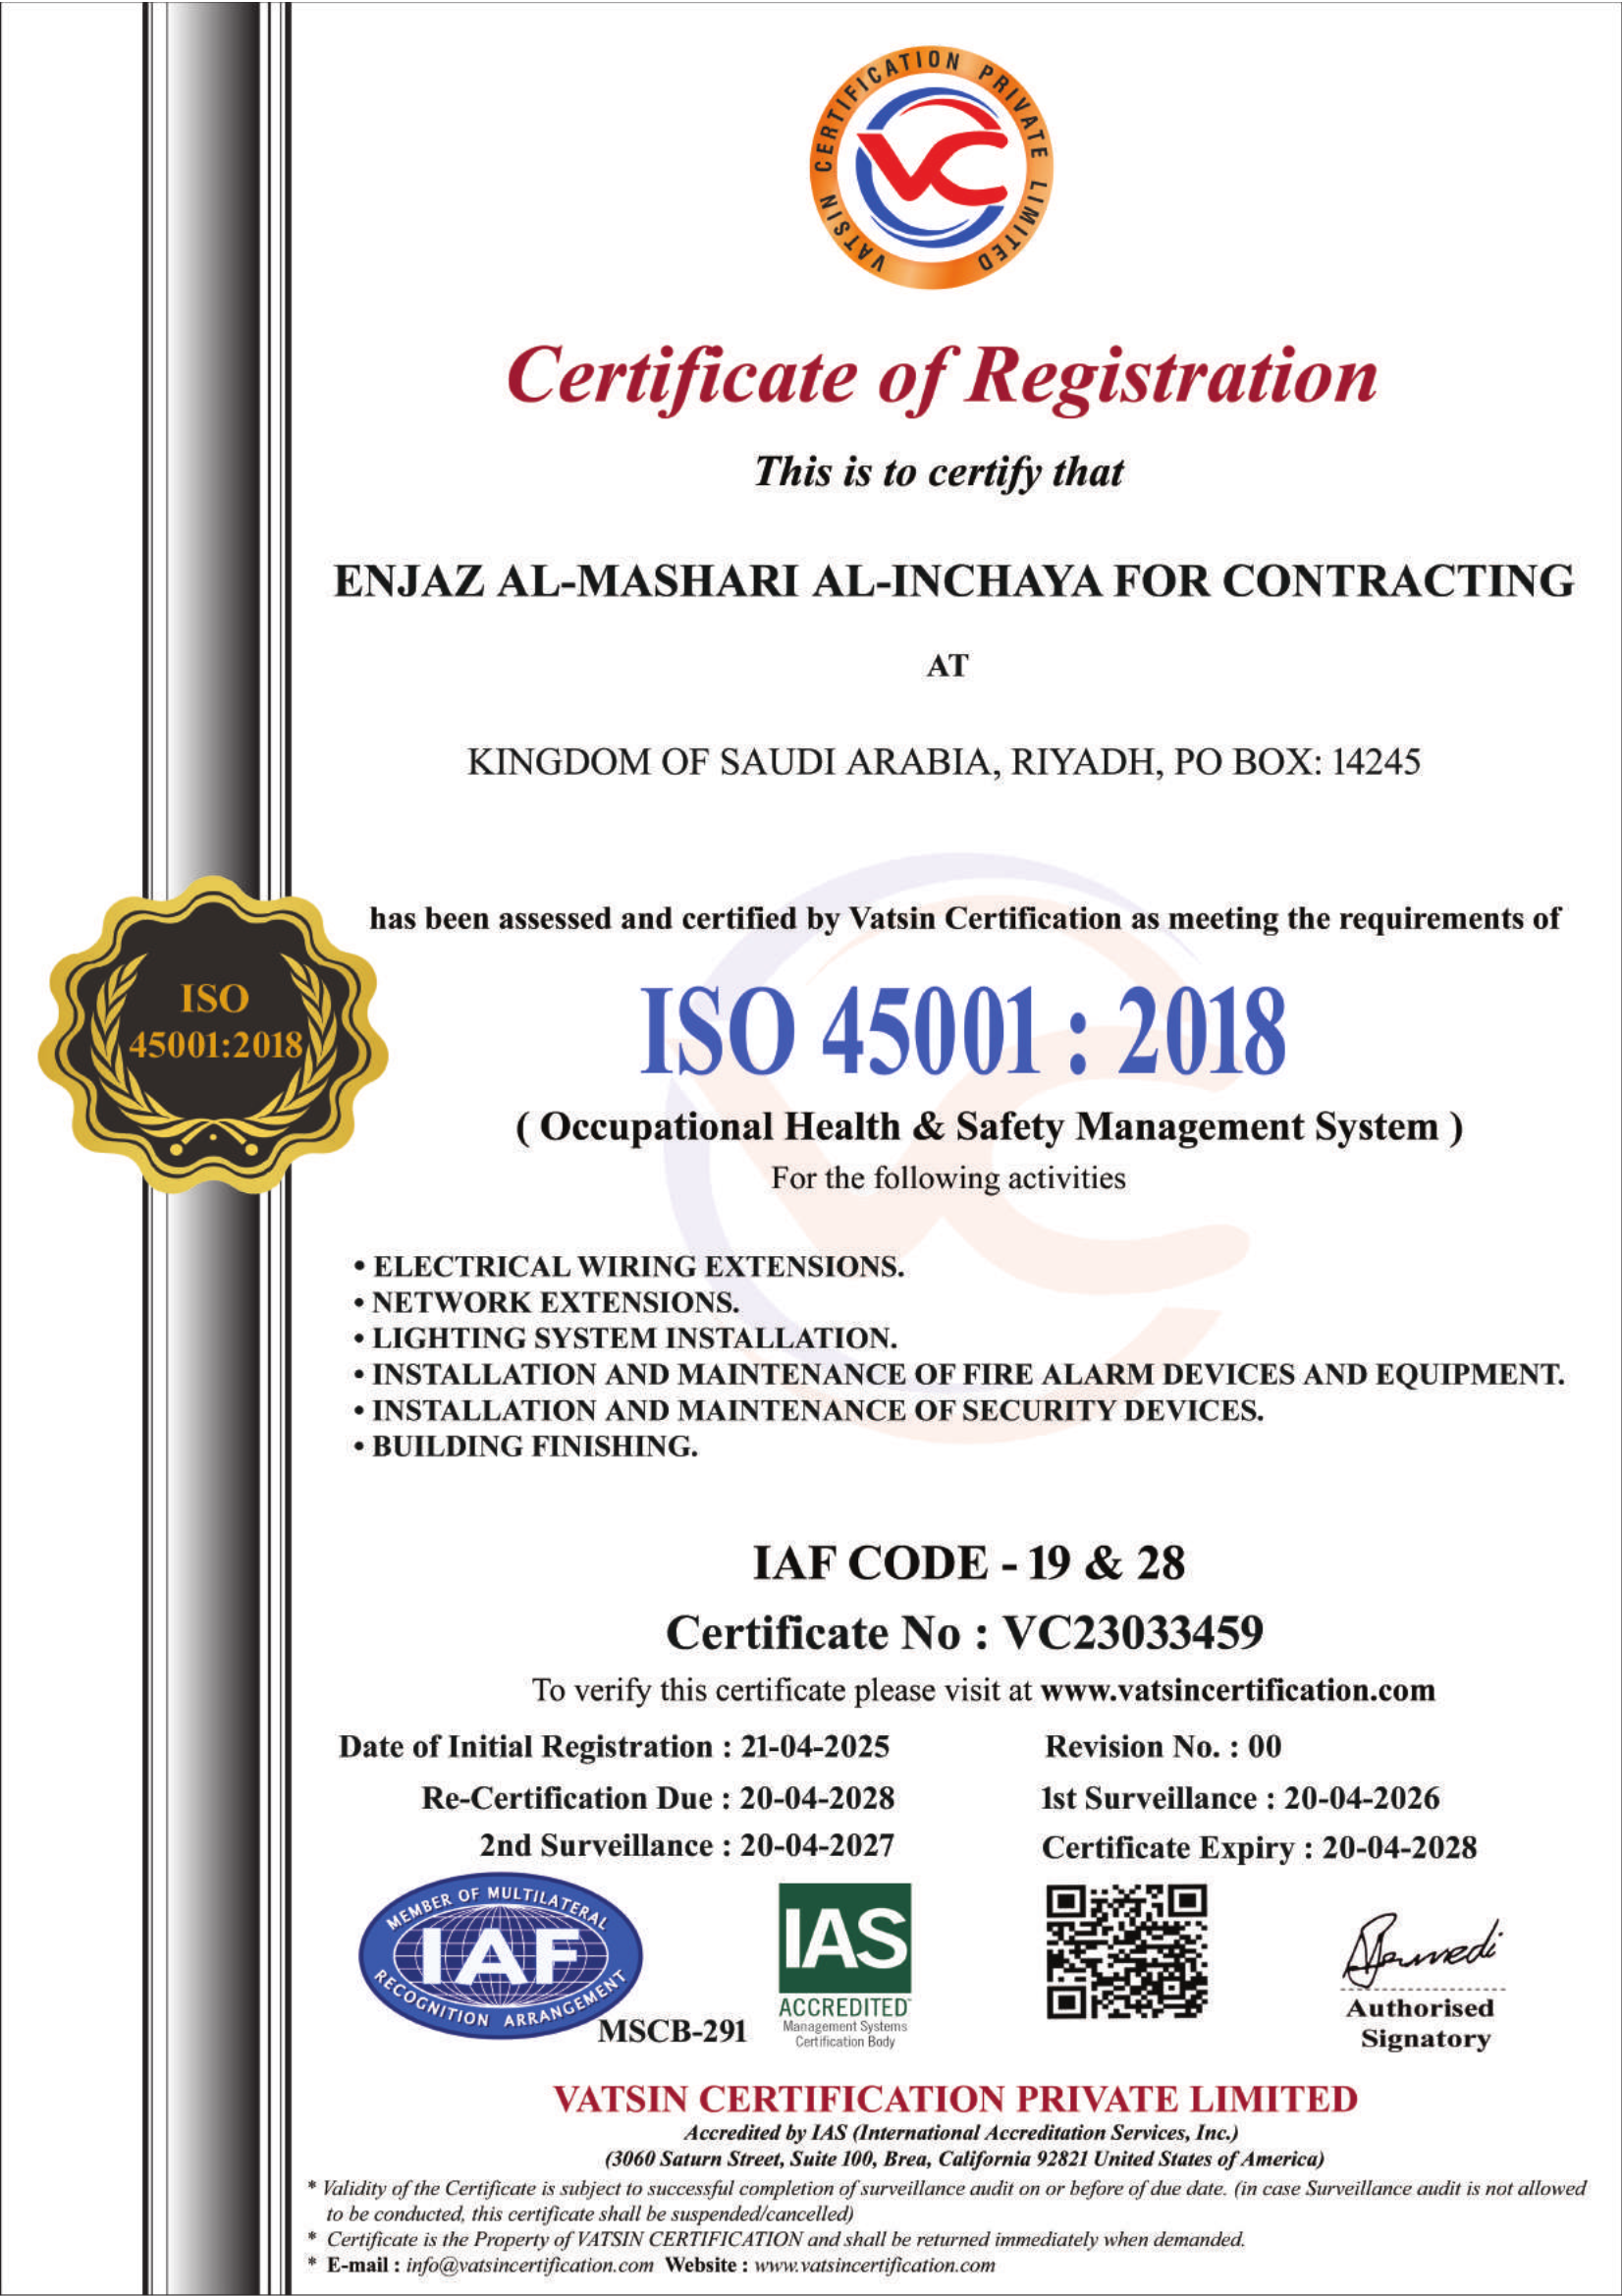 VATSIN CERTIFICATION PRIVATE LIMITED
VC
Certificate of Registration
This is to certify that
ENJAZ AL-MASHARI AL-INCHAYA FOR CONTRACTING
AT
KINGDOM OF SAUDI ARABIA, RIYADH, PO BOX: 14245
has been assessed and certified by Vatsin Certification as meeting the requirements of
ISO
45001:2018
ISO 45001 : 2018
( Occupational Health & Safety Management System )
For the following activities
• ELECTRICAL WIRING EXTENSIONS.
• NETWORK EXTENSIONS.
• LIGHTING SYSTEM INSTALLATION.
• INSTALLATION AND MAINTENANCE OF FIRE ALARM DEVICES AND EQUIPMENT.
• INSTALLATION AND MAINTENANCE OF SECURITY DEVICES.
• BUILDING FINISHING.
IAF CODE - 19 & 28
Certificate No : VC23033459
To verify this certificate please visit at www.vatsincertification.com
Date of Initial Registration : 21-04-2025
Revision No. : 00
Re-Certification Due : 20-04-2028
1st Surveillance : 20-04-2026
2nd Surveillance : 20-04-2027
Certificate Expiry : 20-04-2028
MEMBER OF MULTILATERAL
IAF
RECOGNITION ARRANGEMENT
MSCB-291
IAS
ACCREDITED
Management Systems
Certification Body
Authorised
Signatory
VATSIN CERTIFICATION PRIVATE LIMITED
Accredited by IAS (International Accreditation Services, Inc.)
(3060 Saturn Street, Suite 100, Brea, California 92821 United States of America)
* Validity of the Certificate is subject to successful completion of surveillance audit on or before of due date. (in case Surveillance audit is not allowed
to be conducted, this certificate shall be suspended/cancelled)
* Certificate is the Property of VATSIN CERTIFICATION and shall be returned immediately when demanded.
* E-mail : info@vatsincertification.com Website : www.vatsincertification.com